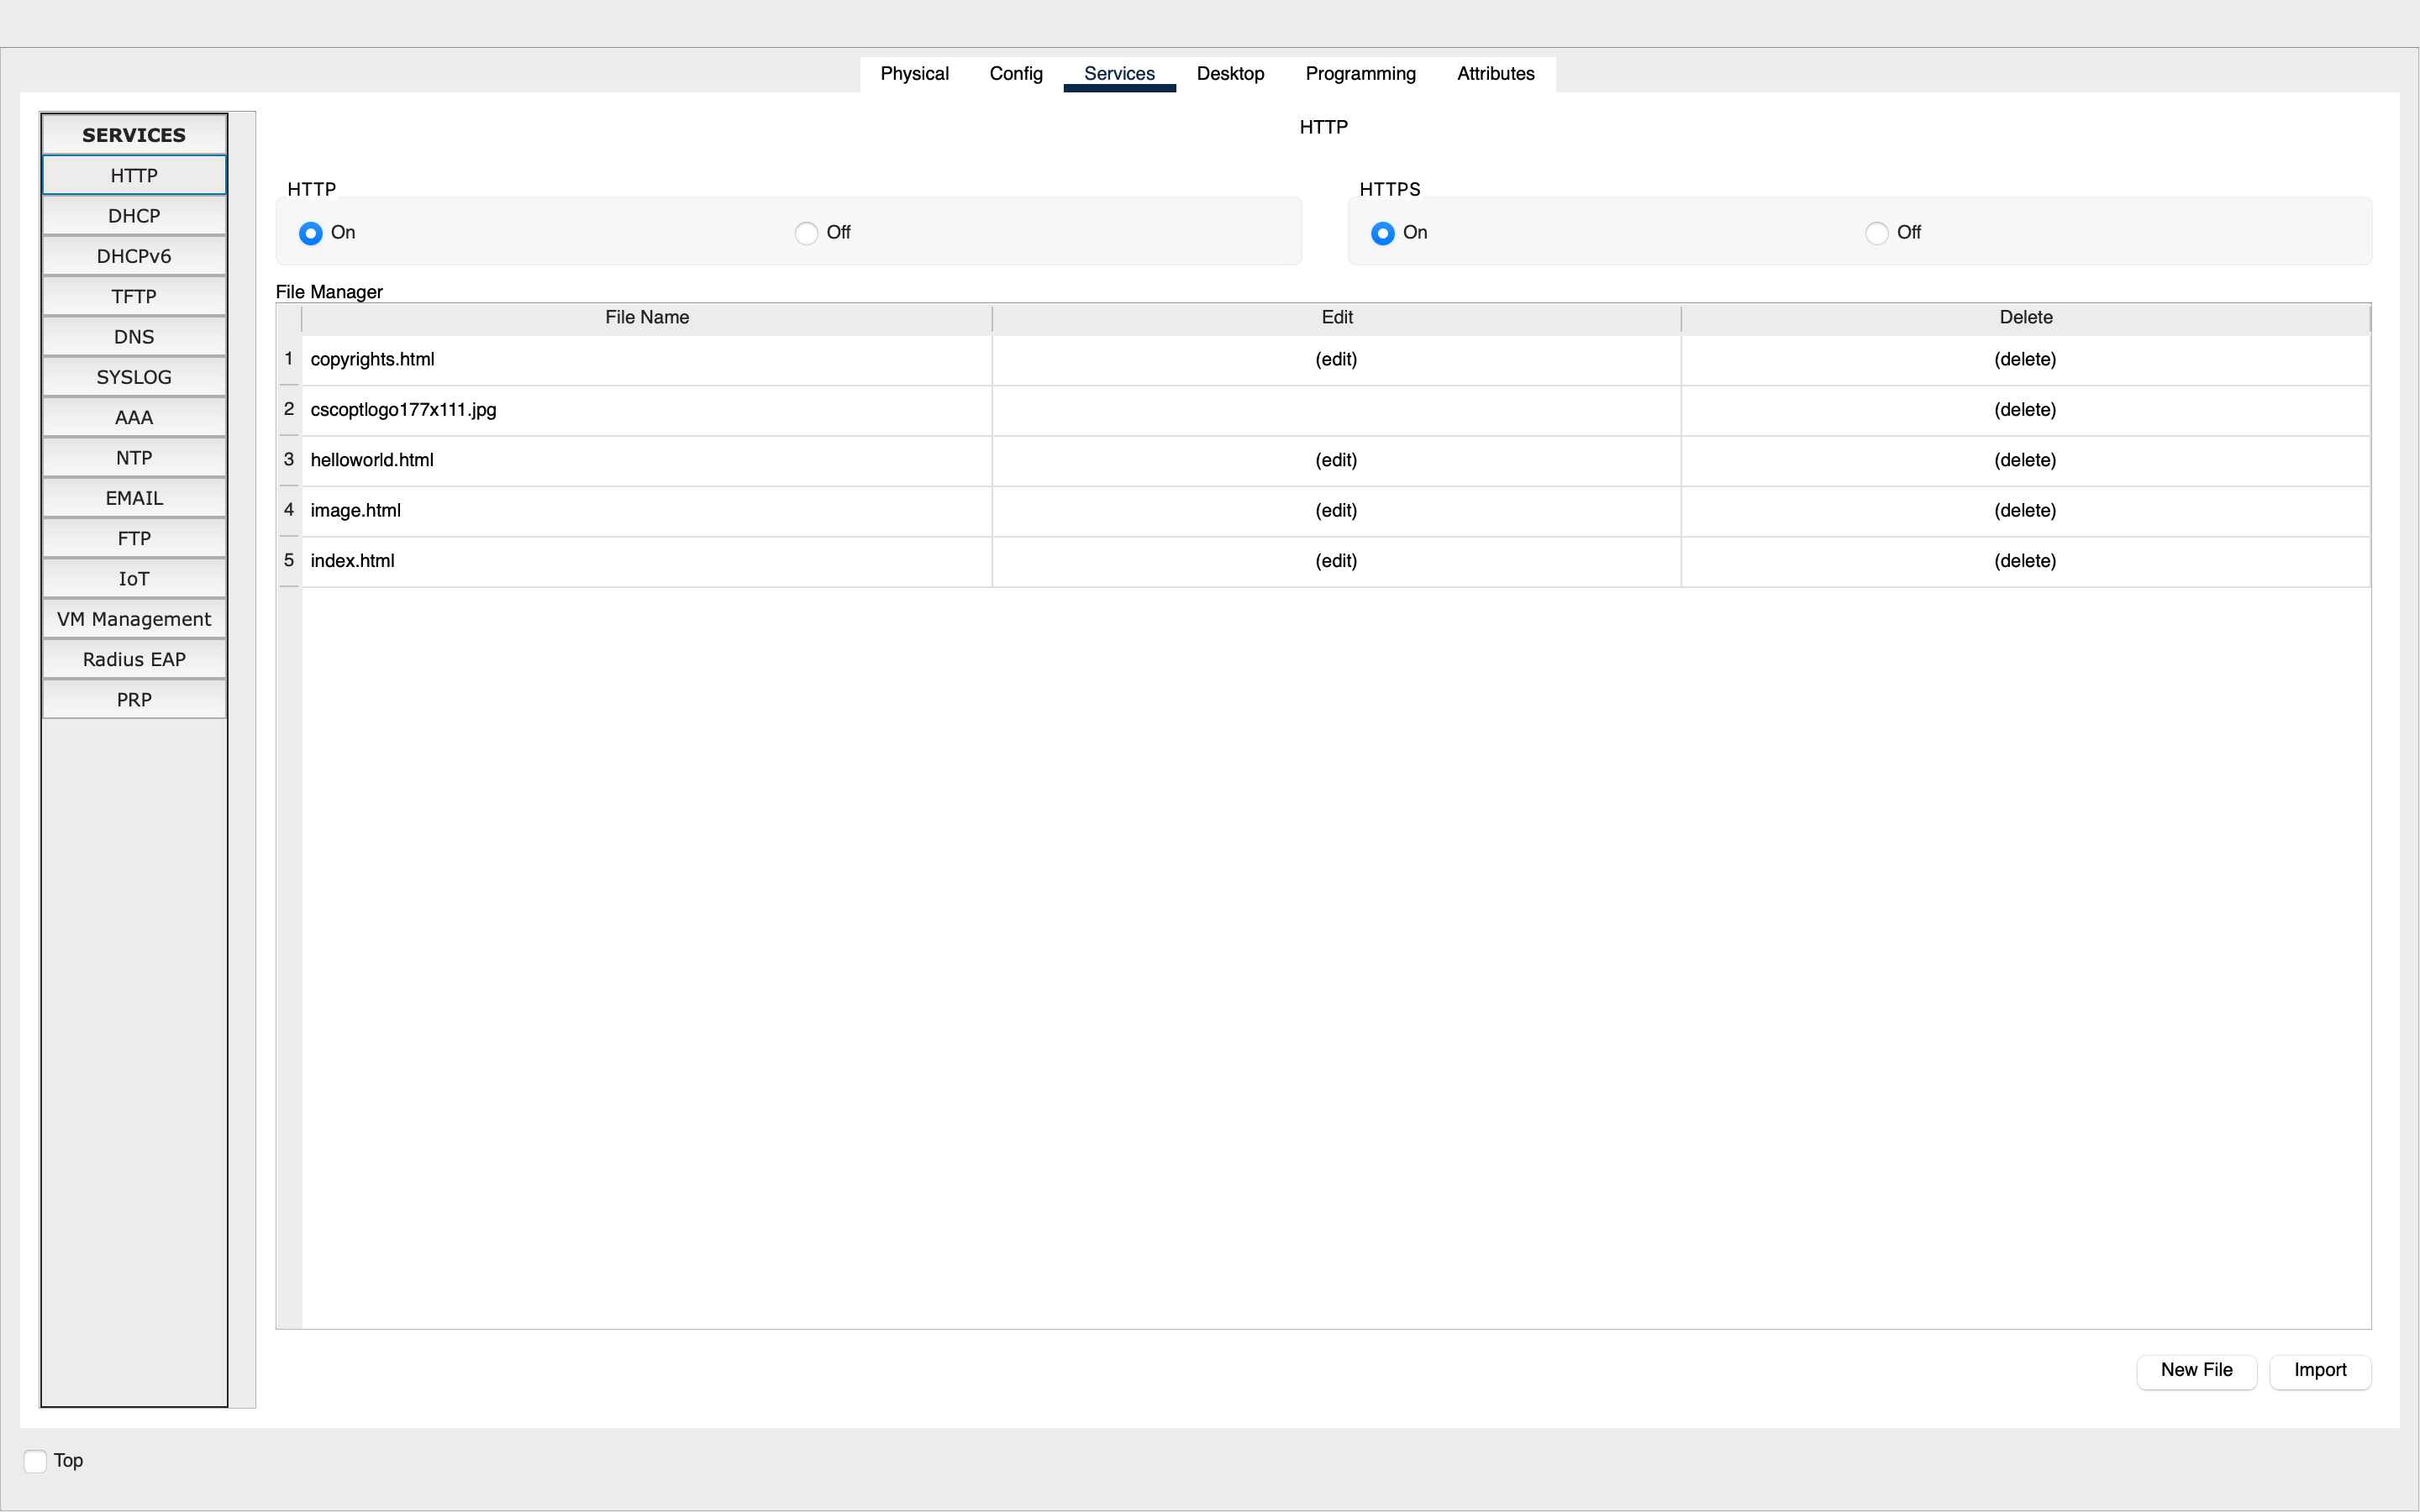 Physical Config Services Desktop Programming Attributes
SERVICES
HTTP
DHCP
DHCPv6
TFTP
DNS
SYSLOG
AAA
NTP
EMAIL
FTP
IoT
VM Management
Radius EAP
PRP
HTTP
HTTP HTTPS
On Off On Off
File Manager
File Name Edit Delete
1 copyrights.html (edit) (delete)
2 cscoptlogo177x111.jpg (delete)
3 helloworld.html (edit) (delete)
4 image.html (edit) (delete)
5 index.html (edit) (delete)
New File Import
Top